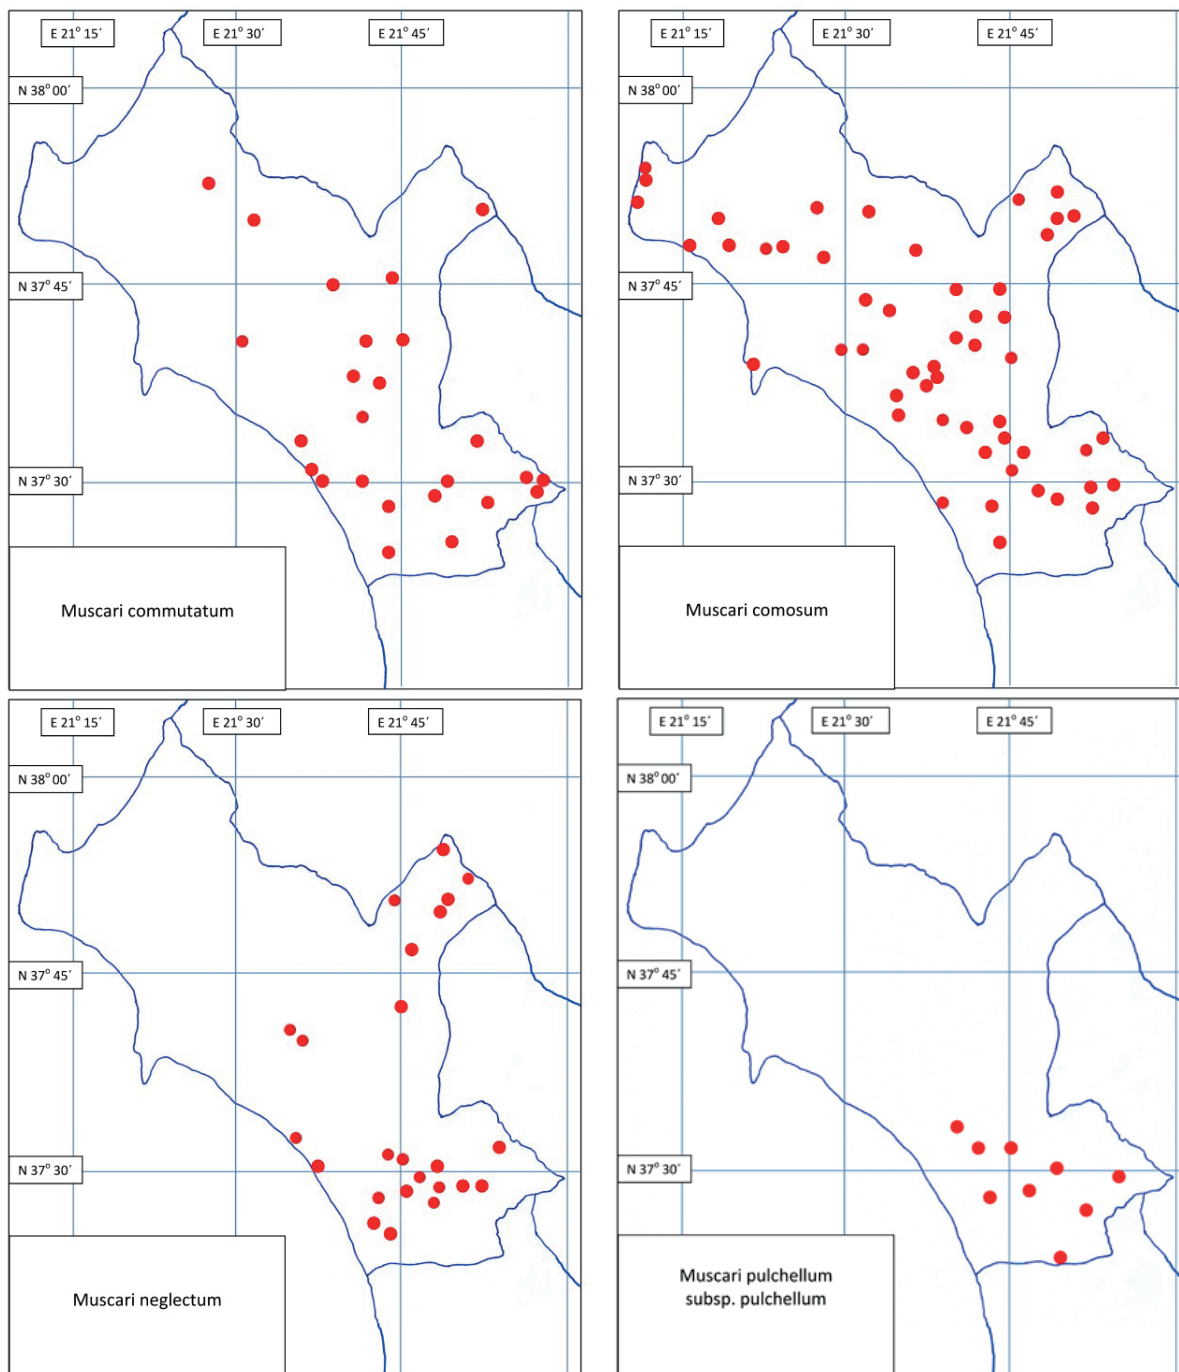 E 21° 15´ E 21° 30´ E 21° 45´
N 38° 00´
N 37° 45´
N 37° 30´
Muscari commutatum
E 21° 15´ E 21° 30´ E 21° 45´
N 38° 00´
N 37° 45´
N 37° 30´
Muscari comosum
E 21° 15´ E 21° 30´ E 21° 45´
N 38° 00´
N 37° 45´
N 37° 30´
Muscari neglectum
E 21° 15´ E 21° 30´ E 21° 45´
N 38° 00´
N 37° 45´
N 37° 30´
Muscari pulchellum
subsp. pulchellum